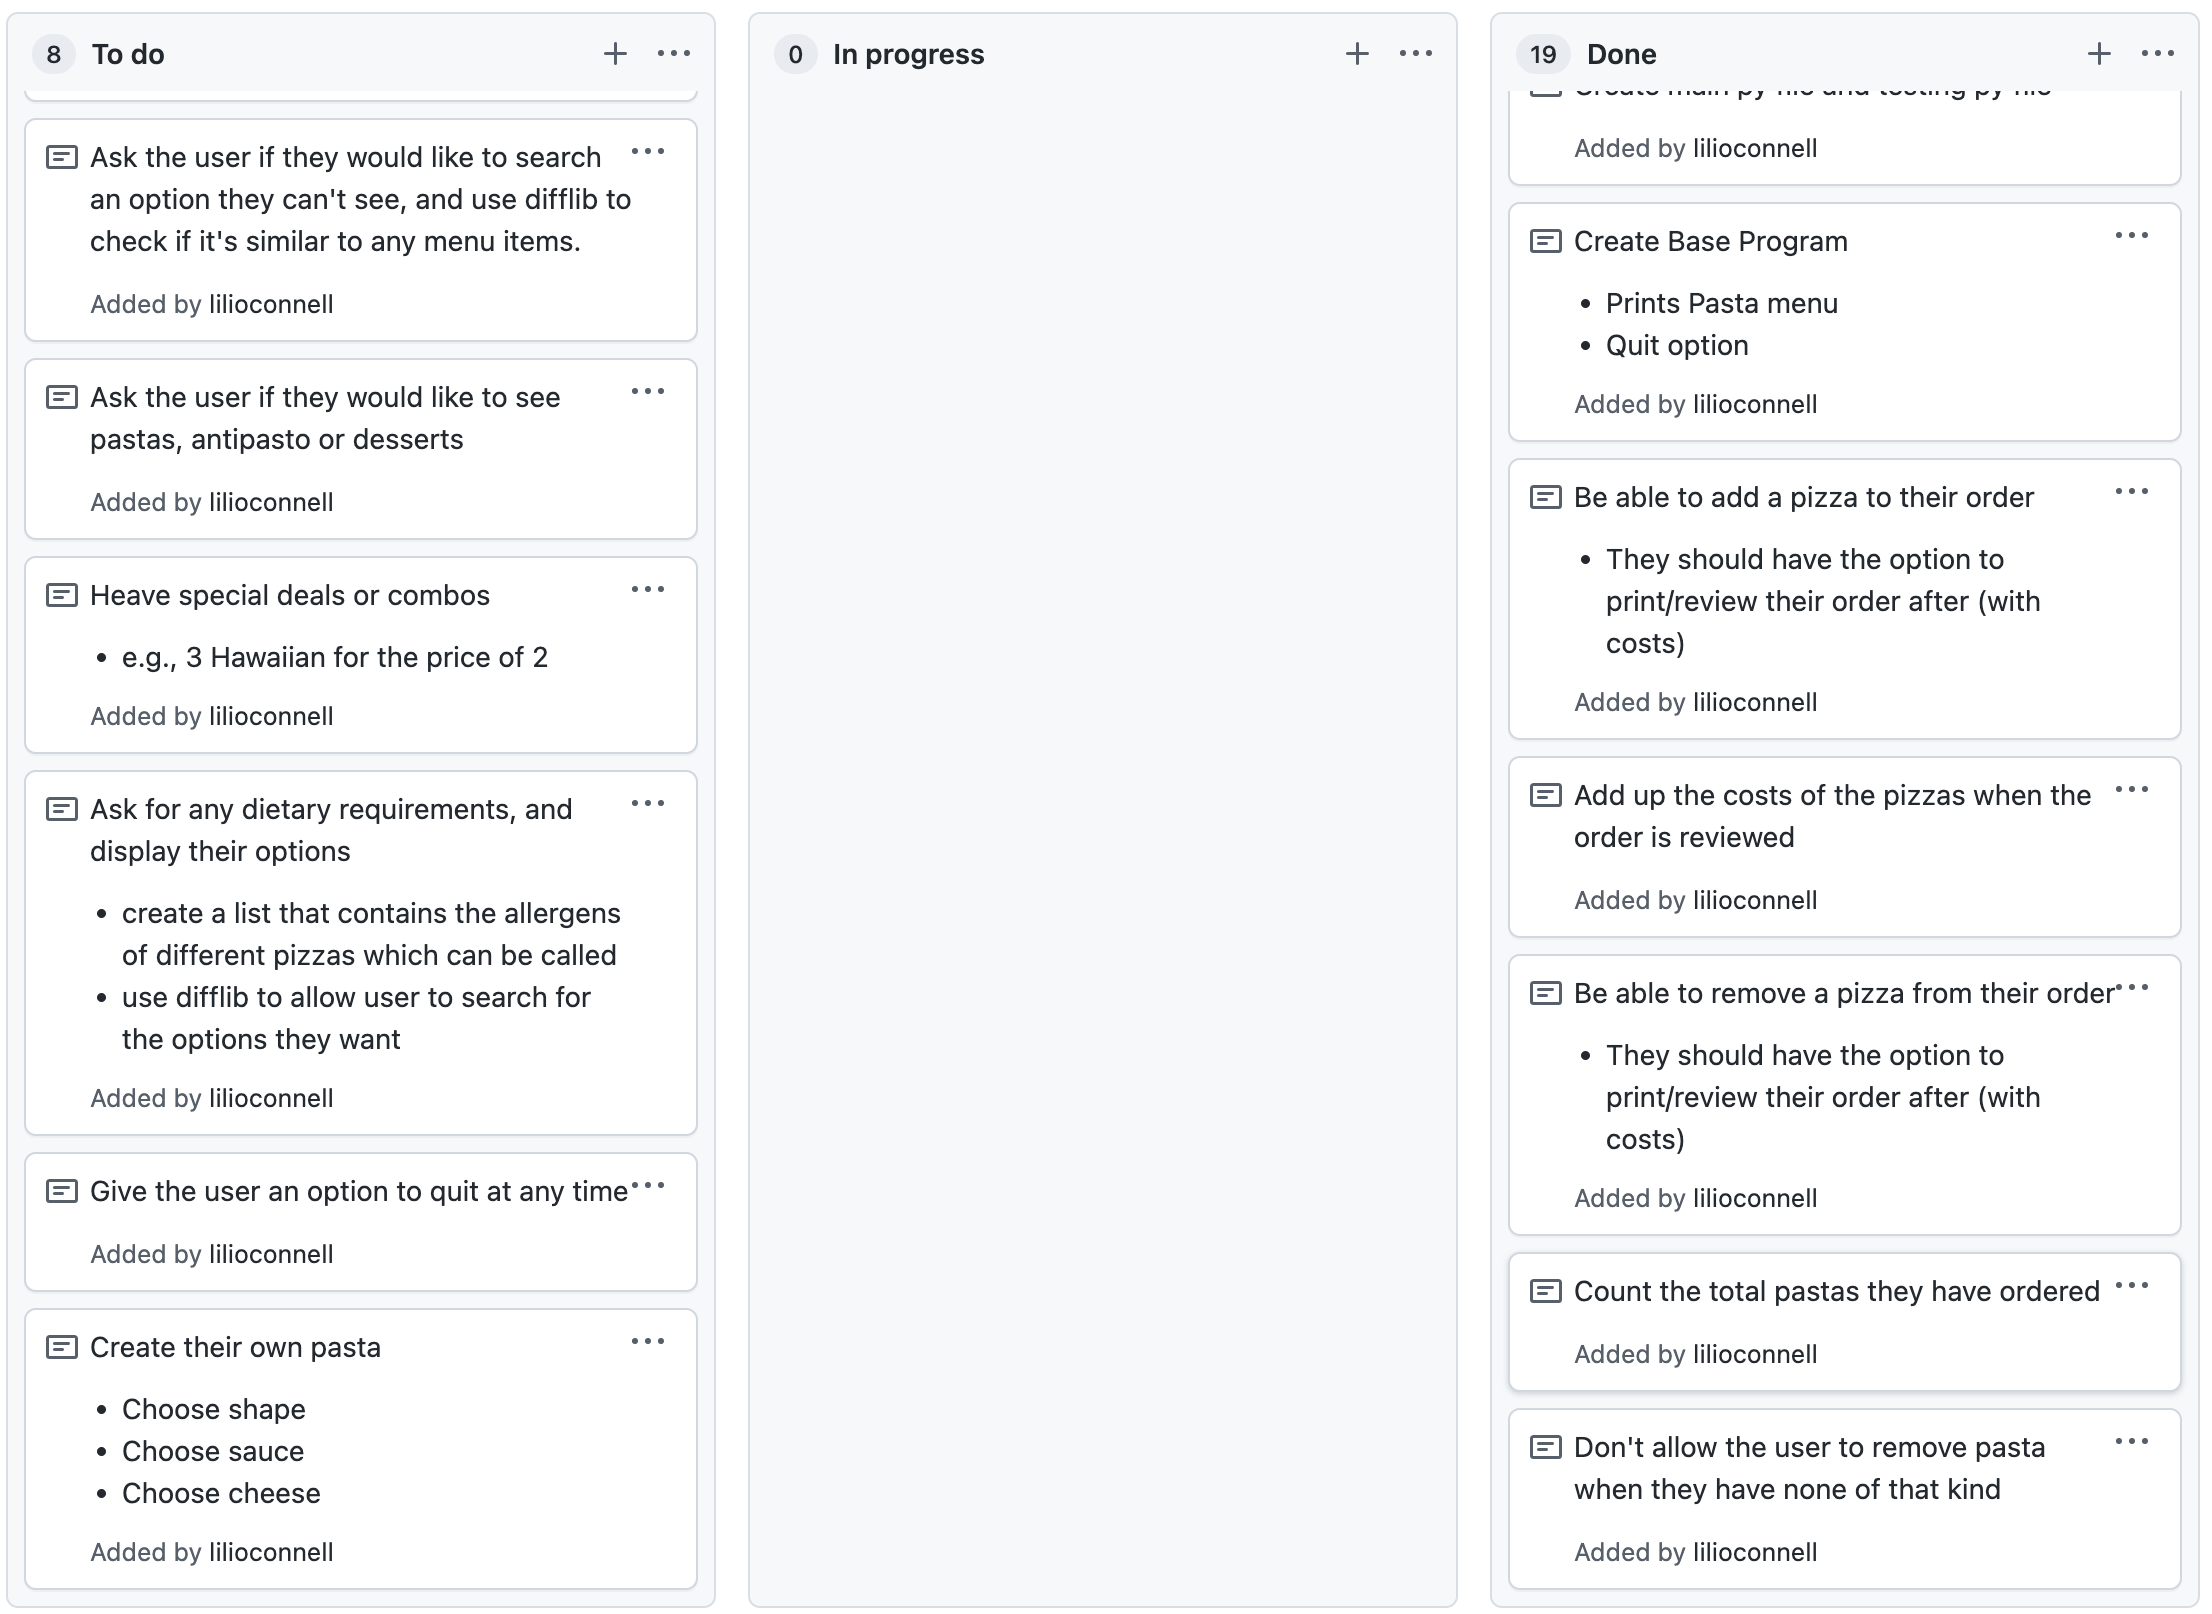 8 To do
Ask the user if they would like to search
an option they can't see, and use difflib to
check if it's similar to any menu items.
Added by lilioconnell
Ask the user if they would like to see
pastas, antipasto or desserts
Added by lilioconnell
Heave special deals or combos
• e.g., 3 Hawaiian for the price of 2
Added by lilioconnell
Ask for any dietary requirements, and
display their options
• create a list that contains the allergens
of different pizzas which can be called
• use difflib to allow user to search for
the options they want
Added by lilioconnell
Give the user an option to quit at any time
Added by lilioconnell
Create their own pasta
• Choose shape
• Choose sauce
• Choose cheese
Added by lilioconnell
0 In progress
19 Done
Create main py file and testing py file
Added by lilioconnell
Create Base Program
• Prints Pasta menu
• Quit option
Added by lilioconnell
Be able to add a pizza to their order
• They should have the option to
print/review their order after (with
costs)
Added by lilioconnell
Add up the costs of the pizzas when the
order is reviewed
Added by lilioconnell
Be able to remove a pizza from their order
• They should have the option to
print/review their order after (with
costs)
Added by lilioconnell
Count the total pastas they have ordered
Added by lilioconnell
Don't allow the user to remove pasta
when they have none of that kind
Added by lilioconnell